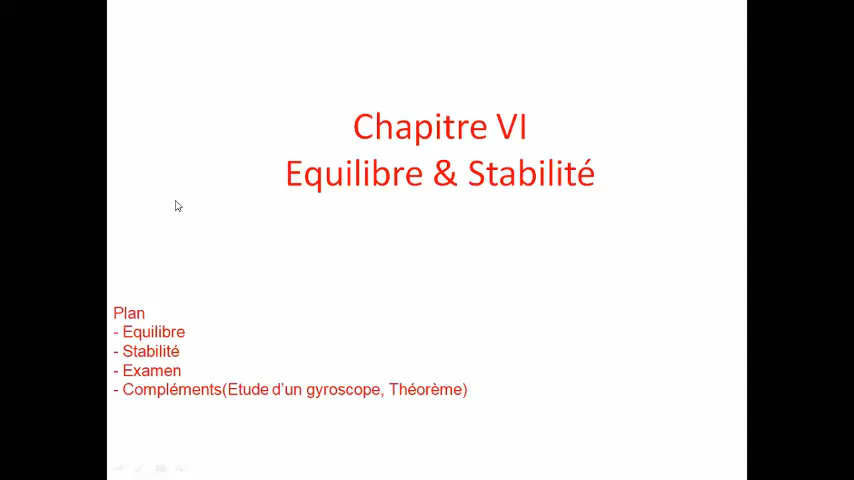 Chapitre VI
Equilibre & Stabilité
Plan
- Equilibre
- Stabilité
- Examen
- Compléments(Etude d'un gyroscope, Théorème)